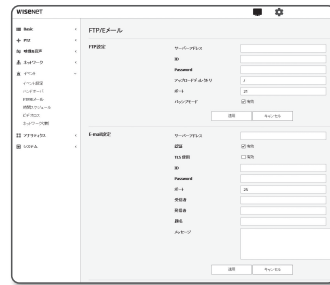 WISENET
Basic
PTZ
映像&音声
ネットワーク
イベント
イベント設定
ハンドオーバ
FTP/Eメール
時間スケジュール
ビデオロス
ネットワーク切断
アナリティクス
システム
FTP/Eメール
FTP設定
サーバーアドレス
ID
Password
アップロードディレクトリ
/
ポート
21
パッシブモード
有効
適用
キャンセル
E-mail設定
サーバーアドレス
認証
有効
TLS 使用
有効
ID
Password
ポート
25
受信者
発信者
題名
メッセージ
適用
キャンセル